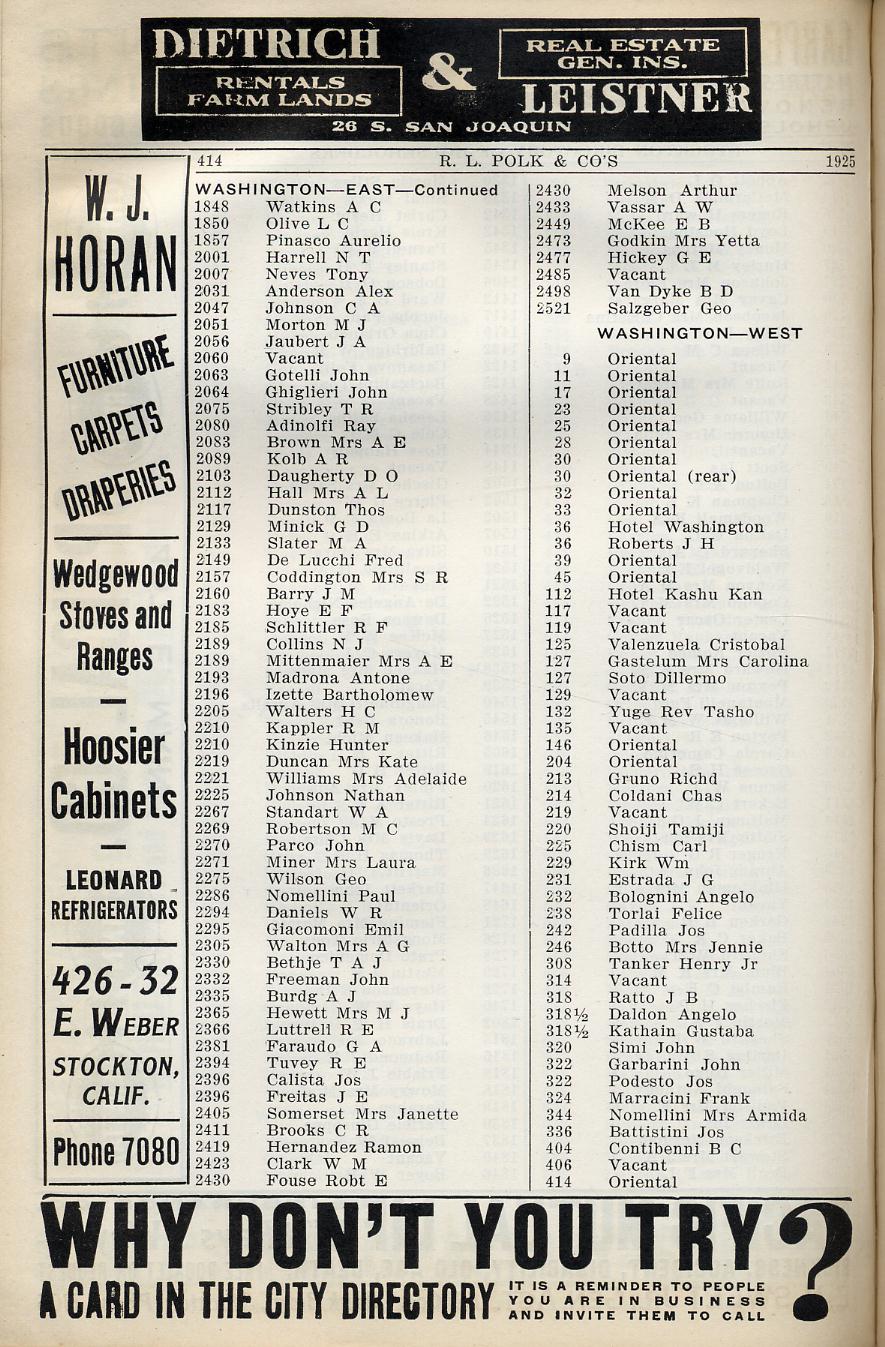 DIETRICH
RENTALS
FARM LANDS
&
REAL ESTATE
GEN. INS.
LEISTNER
26 S. SAN JOAQUIN
414 R. L. POLK & CO'S 1925
W. J.
HORAN
FURNITURE
CARPETS
DRAPERIES
Wedgewood
Stoves and
Ranges
—
Hoosier
Cabinets
—
LEONARD
REFRIGERATORS
426-32
E. WEBER
STOCKTON,
CALIF.
Phone 7080
WASHINGTON—EAST—Continued
1848 Watkins A C
1850 Olive L C
1857 Pinasco Aurelio
2001 Harrell N T
2007 Neves Tony
2031 Anderson Alex
2047 Johnson C A
2051 Morton M J
2056 Jaubert J A
2060 Vacant
2063 Gotelli John
2064 Ghiglieri John
2075 Stribley T R
2080 Adinolfi Ray
2083 Brown Mrs A E
2089 Kolb A R
2103 Daugherty D O
2112 Hall Mrs A L
2117 Dunston Thos
2129 Minick G D
2133 Slater M A
2149 De Lucchi Fred
2157 Coddington Mrs S R
2160 Barry J M
2183 Hoye E F
2185 Schlittler R F
2189 Collins N J
2189 Mittenmaier Mrs A E
2193 Madrona Antone
2196 Izette Bartholomew
2205 Walters H C
2210 Kappler R M
2210 Kinzie Hunter
2219 Duncan Mrs Kate
2221 Williams Mrs Adelaide
2225 Johnson Nathan
2267 Standart W A
2269 Robertson M C
2270 Parco John
2271 Miner Mrs Laura
2275 Wilson Geo
2286 Nomellini Paul
2294 Daniels W R
2295 Giacomoni Emil
2305 Walton Mrs A G
2330 Bethje T A J
2332 Freeman John
2335 Burdg A J
2365 Hewett Mrs M J
2366 Luttrell R E
2381 Faraudo G A
2394 Tuvey R E
2396 Calista Jos
2396 Freitas J E
2405 Somerset Mrs Janette
2411 Brooks C R
2419 Hernandez Ramon
2423 Clark W M
2430 Fouse Robt E
2430 Melson Arthur
2433 Vassar A W
2449 McKee E B
2473 Godkin Mrs Yetta
2477 Hickey G E
2485 Vacant
2498 Van Dyke B D
2521 Salzgeber Geo
WASHINGTON—WEST
9 Oriental
11 Oriental
17 Oriental
23 Oriental
25 Oriental
28 Oriental
30 Oriental
30 Oriental (rear)
32 Oriental
33 Oriental
36 Hotel Washington
36 Roberts J H
39 Oriental
45 Oriental
112 Hotel Kashu Kan
117 Vacant
119 Vacant
125 Valenzuela Cristobal
127 Gastelum Mrs Carolina
127 Soto Dillermo
129 Vacant
132 Yuge Rev Tasho
135 Vacant
146 Oriental
204 Oriental
213 Gruno Richd
214 Coldani Chas
219 Vacant
220 Shoiji Tamiji
225 Chism Carl
229 Kirk Wm
231 Estrada J G
232 Bolognini Angelo
238 Torlai Felice
242 Padilla Jos
246 Botto Mrs Jennie
308 Tanker Henry Jr
314 Vacant
318 Ratto J B
318½ Daldon Angelo
318½ Kathain Gustaba
320 Simi John
322 Garbarini John
322 Podesto Jos
324 Marracini Frank
344 Nomellini Mrs Armida
336 Battistini Jos
404 Contibenni B C
406 Vacant
414 Oriental
WHY DON'T YOU TRY?
A CARD IN THE CITY DIRECTORY
IT IS A REMINDER TO PEOPLE
YOU ARE IN BUSINESS
AND INVITE THEM TO CALL